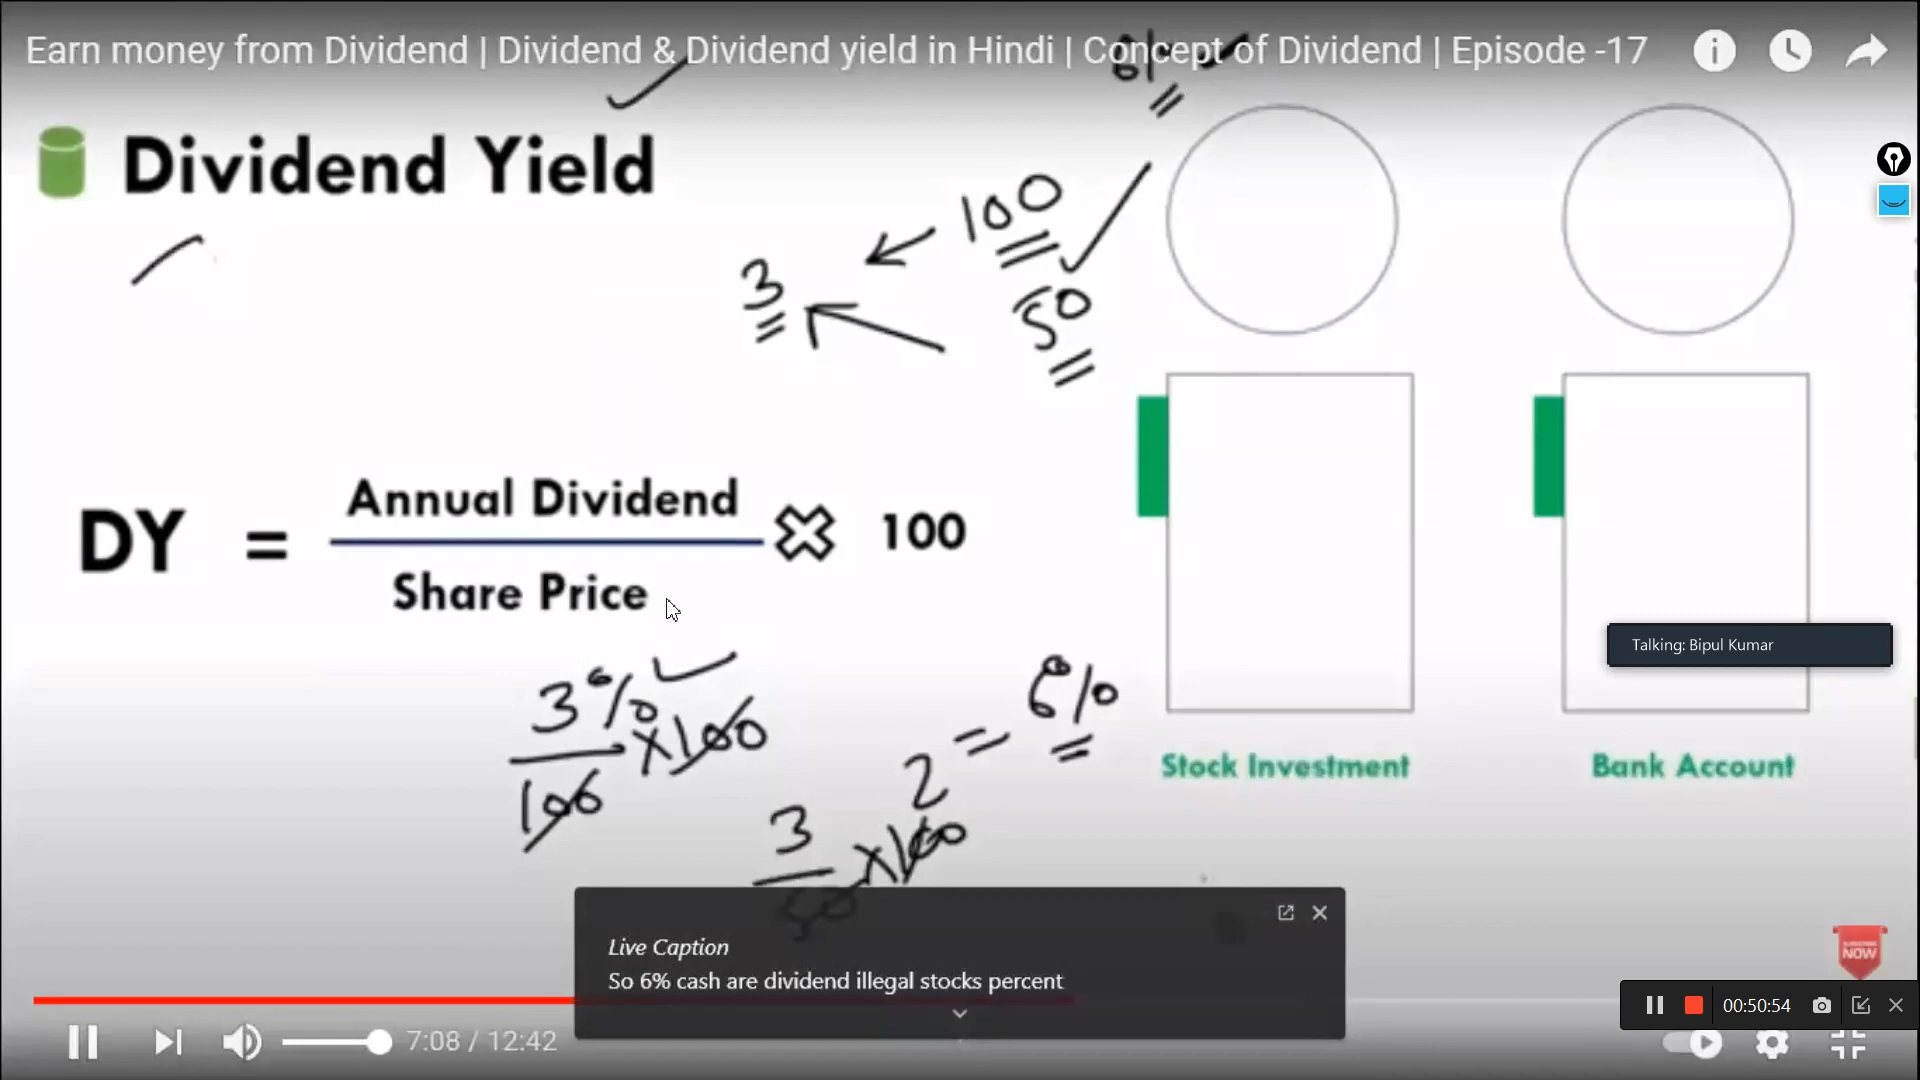 Earn money from Dividend | Dividend & Dividend yield in Hindi | Concept of Dividend | Episode -17
6%
Dividend Yield
100
3
50
DY = Annual Dividend
Share Price
100
3%
100
×100
= 6%
2
3
50
×100
Stock Investment
Bank Account
Talking: Bipul Kumar
Live Caption
So 6% cash are dividend illegal stocks percent
NOW
00:50:54
7:08 / 12:42